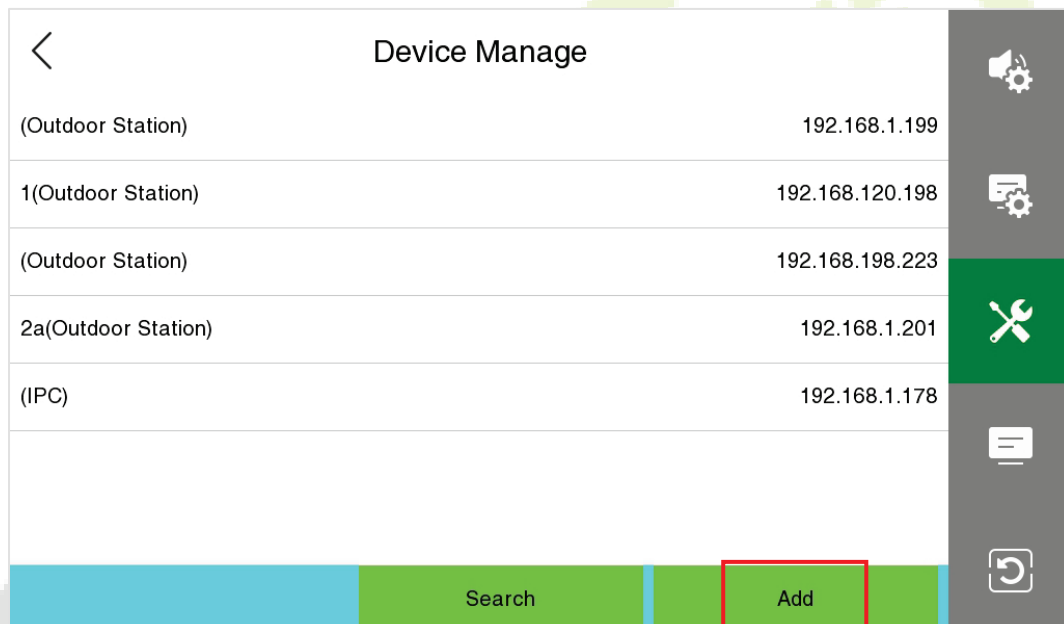 Device Manage
(Outdoor Station) 192.168.1.199
1(Outdoor Station) 192.168.120.198
(Outdoor Station) 192.168.198.223
2a(Outdoor Station) 192.168.1.201
(IPC) 192.168.1.178
Search Add